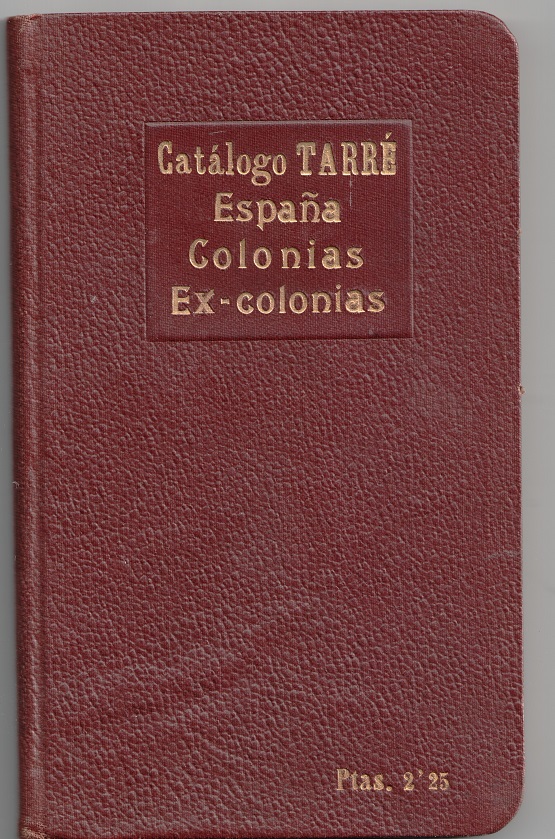 Catálogo TARRÉ
España
Colonias
Ex-colonias
Ptas. 2'25